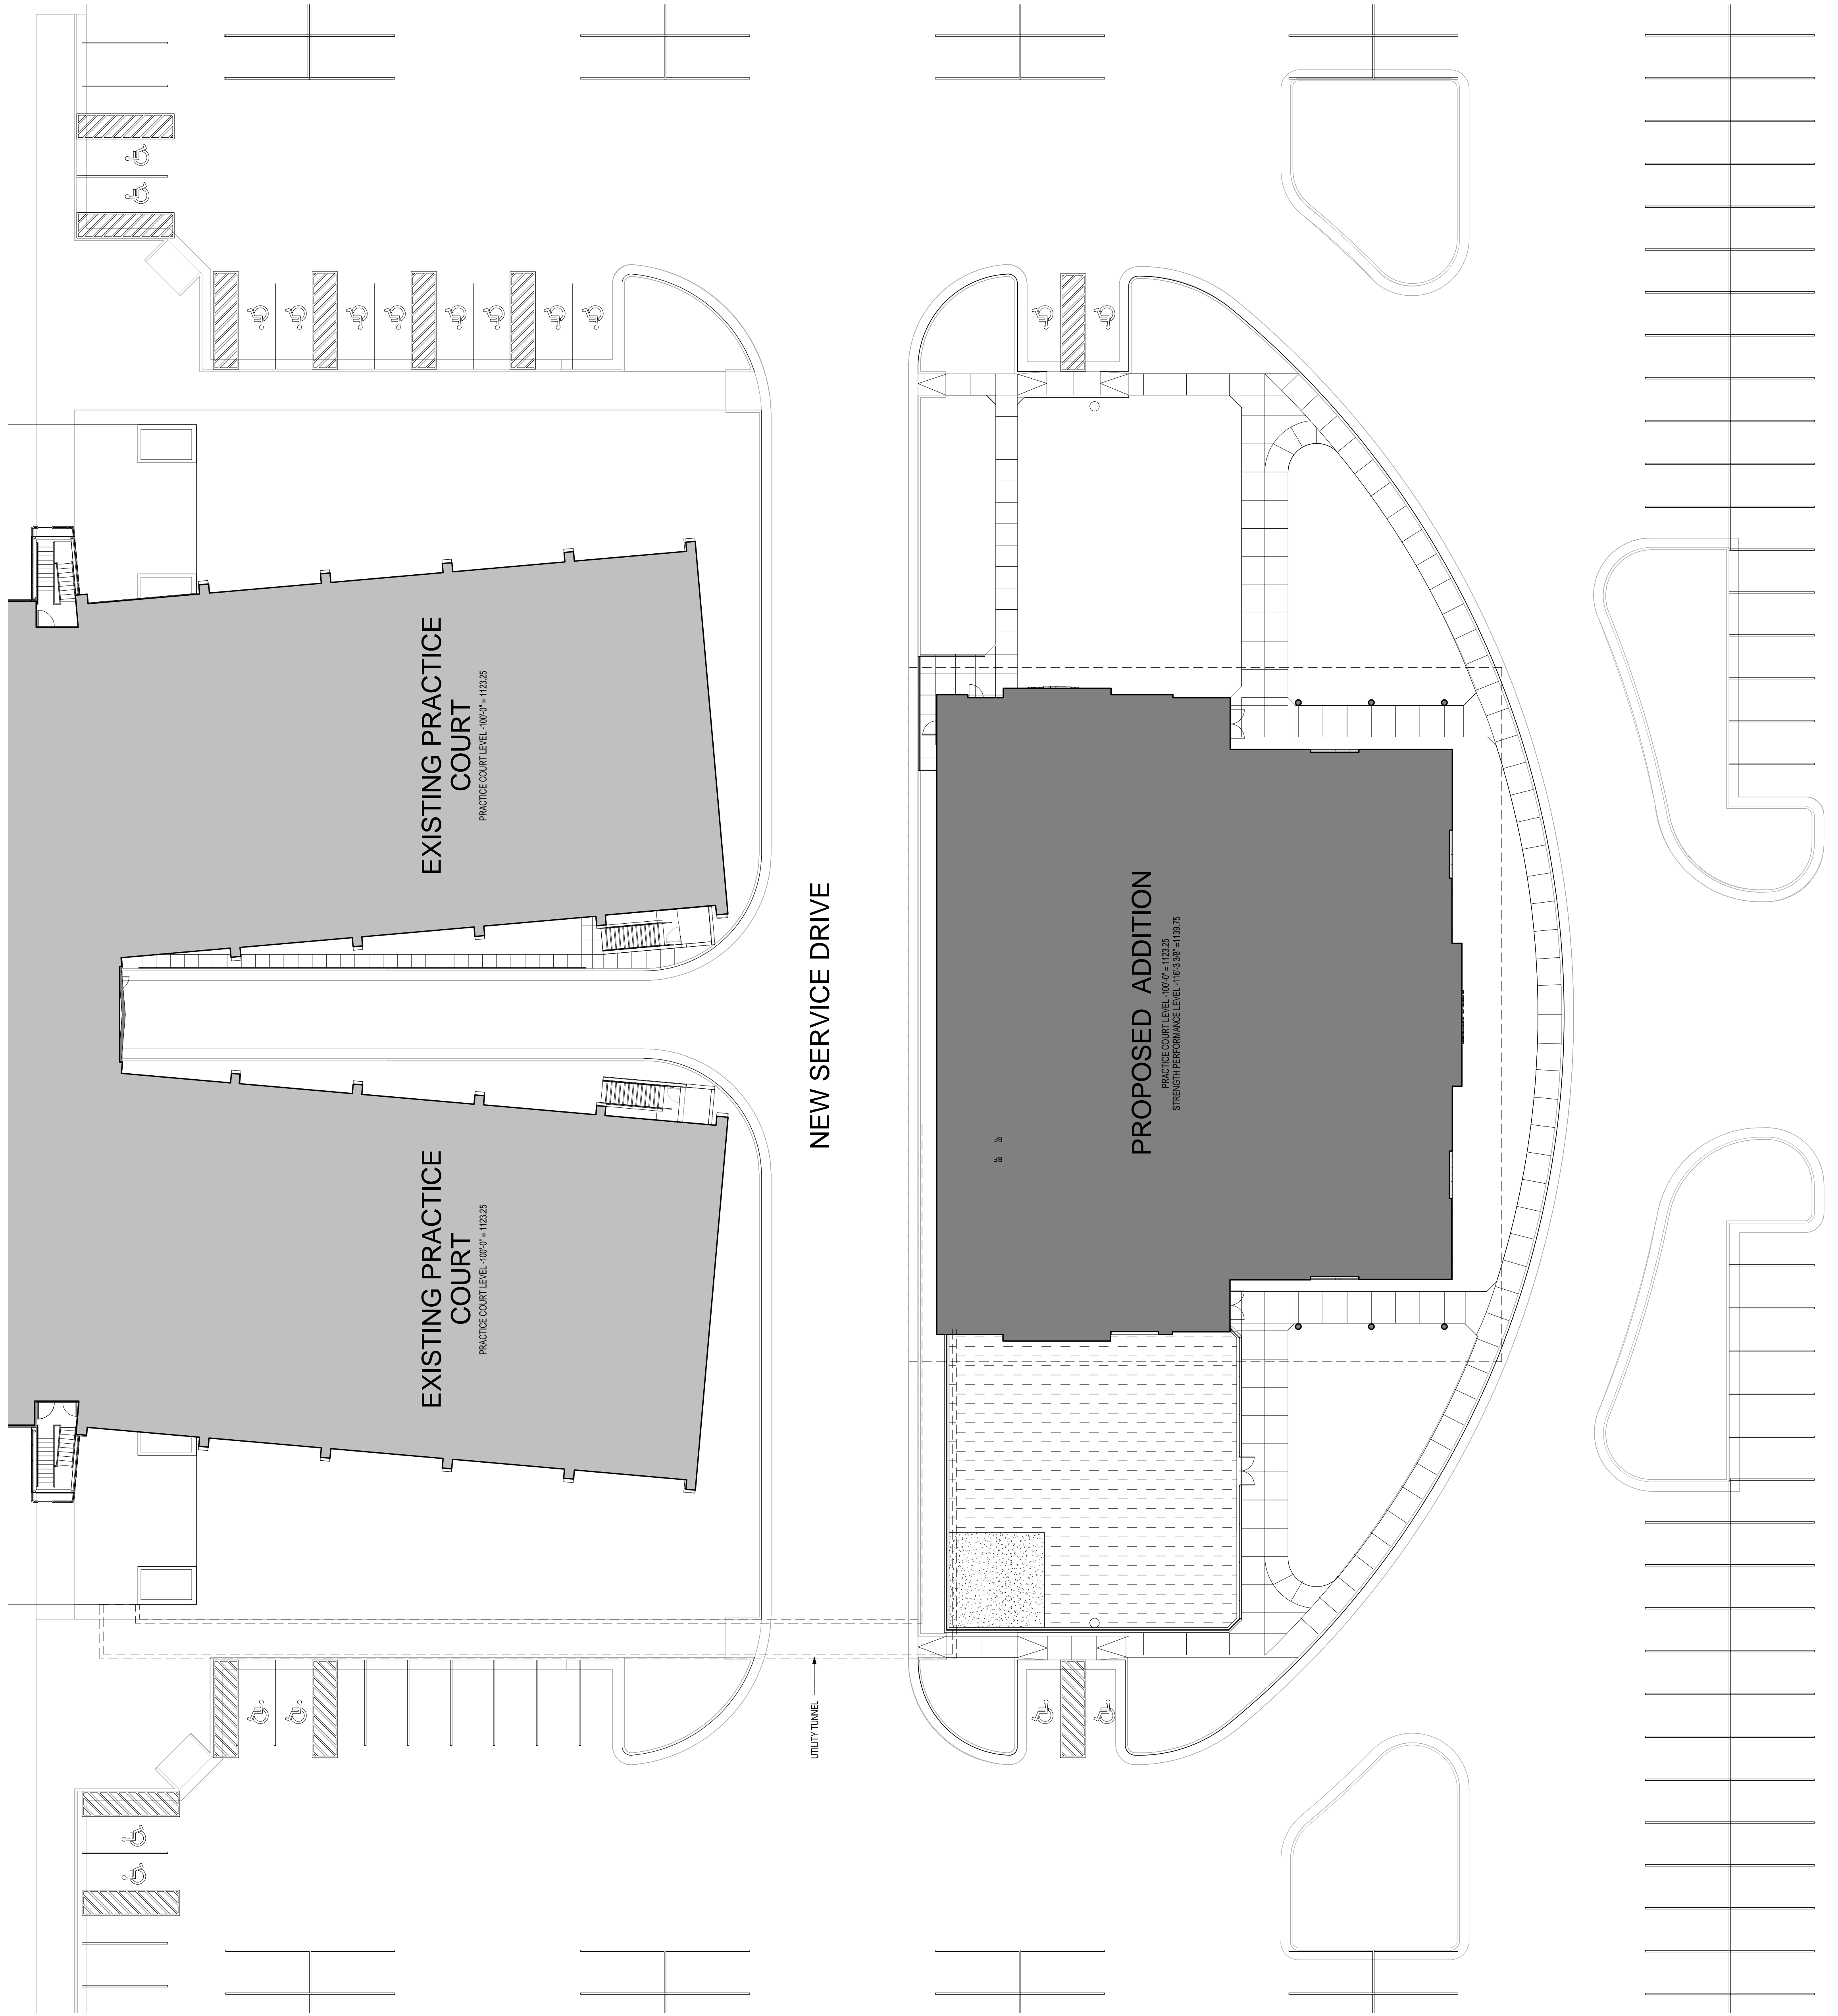 EXISTING PRACTICE
COURT
PRACTICE COURT LEVEL -100'-0" = 1123.25
EXISTING PRACTICE
COURT
PRACTICE COURT LEVEL -100'-0" = 1123.25
NEW SERVICE DRIVE
UTILITY TUNNEL
PROPOSED ADDITION
PRACTICE COURT LEVEL -100'-0" = 1123.25
STRENGTH PERFORMANCE LEVEL -116'-3 3/8" =1139.75